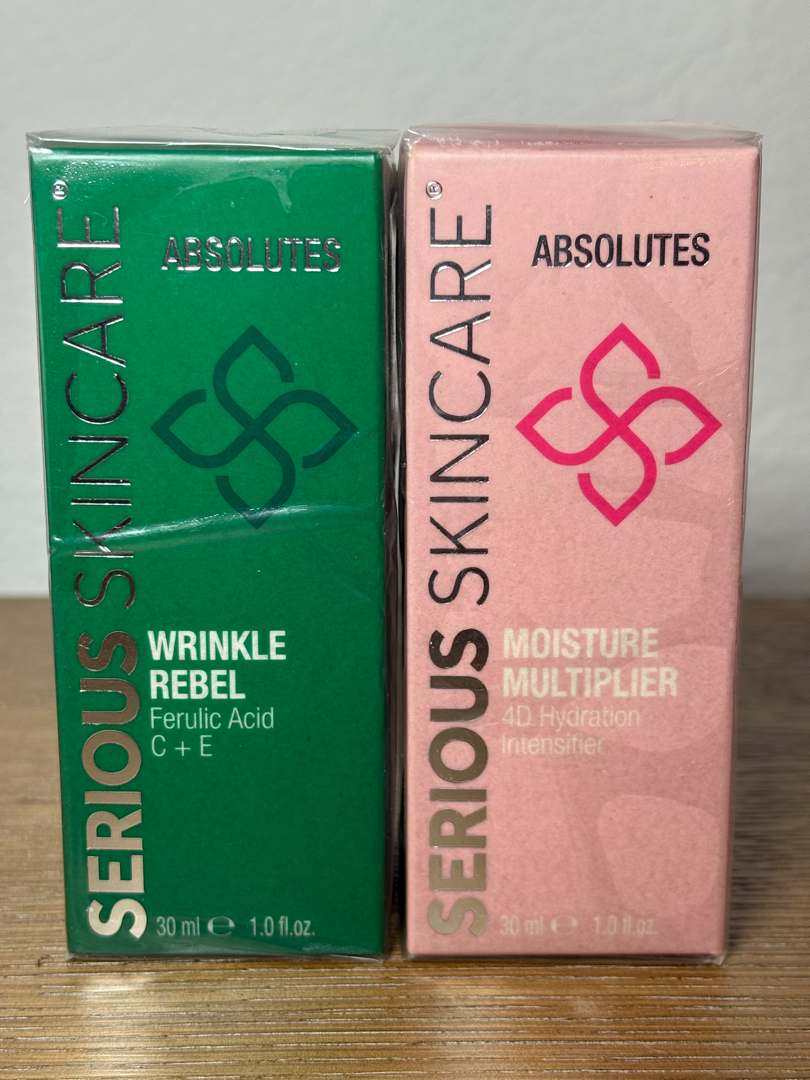 SERIOUS SKINCARE®
ABSOLUTES
WRINKLE
REBEL
Ferulic Acid
C + E
30 ml ℮ 1.0 fl.oz.
SERIOUS SKINCARE®
ABSOLUTES
MOISTURE
MULTIPLIER
4D Hydration
Intensifier
30 ml ℮ 1.0 fl.oz.